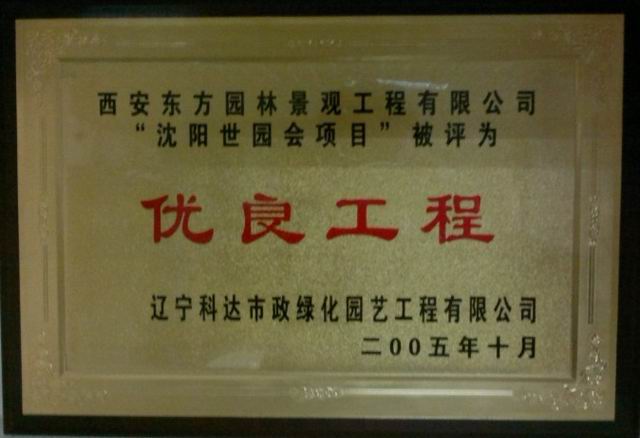 西安东方园林景观工程有限公司
“沈阳世园会项目”被评为
优良工程
辽宁科达市政绿化园艺工程有限公司
二00五年十月